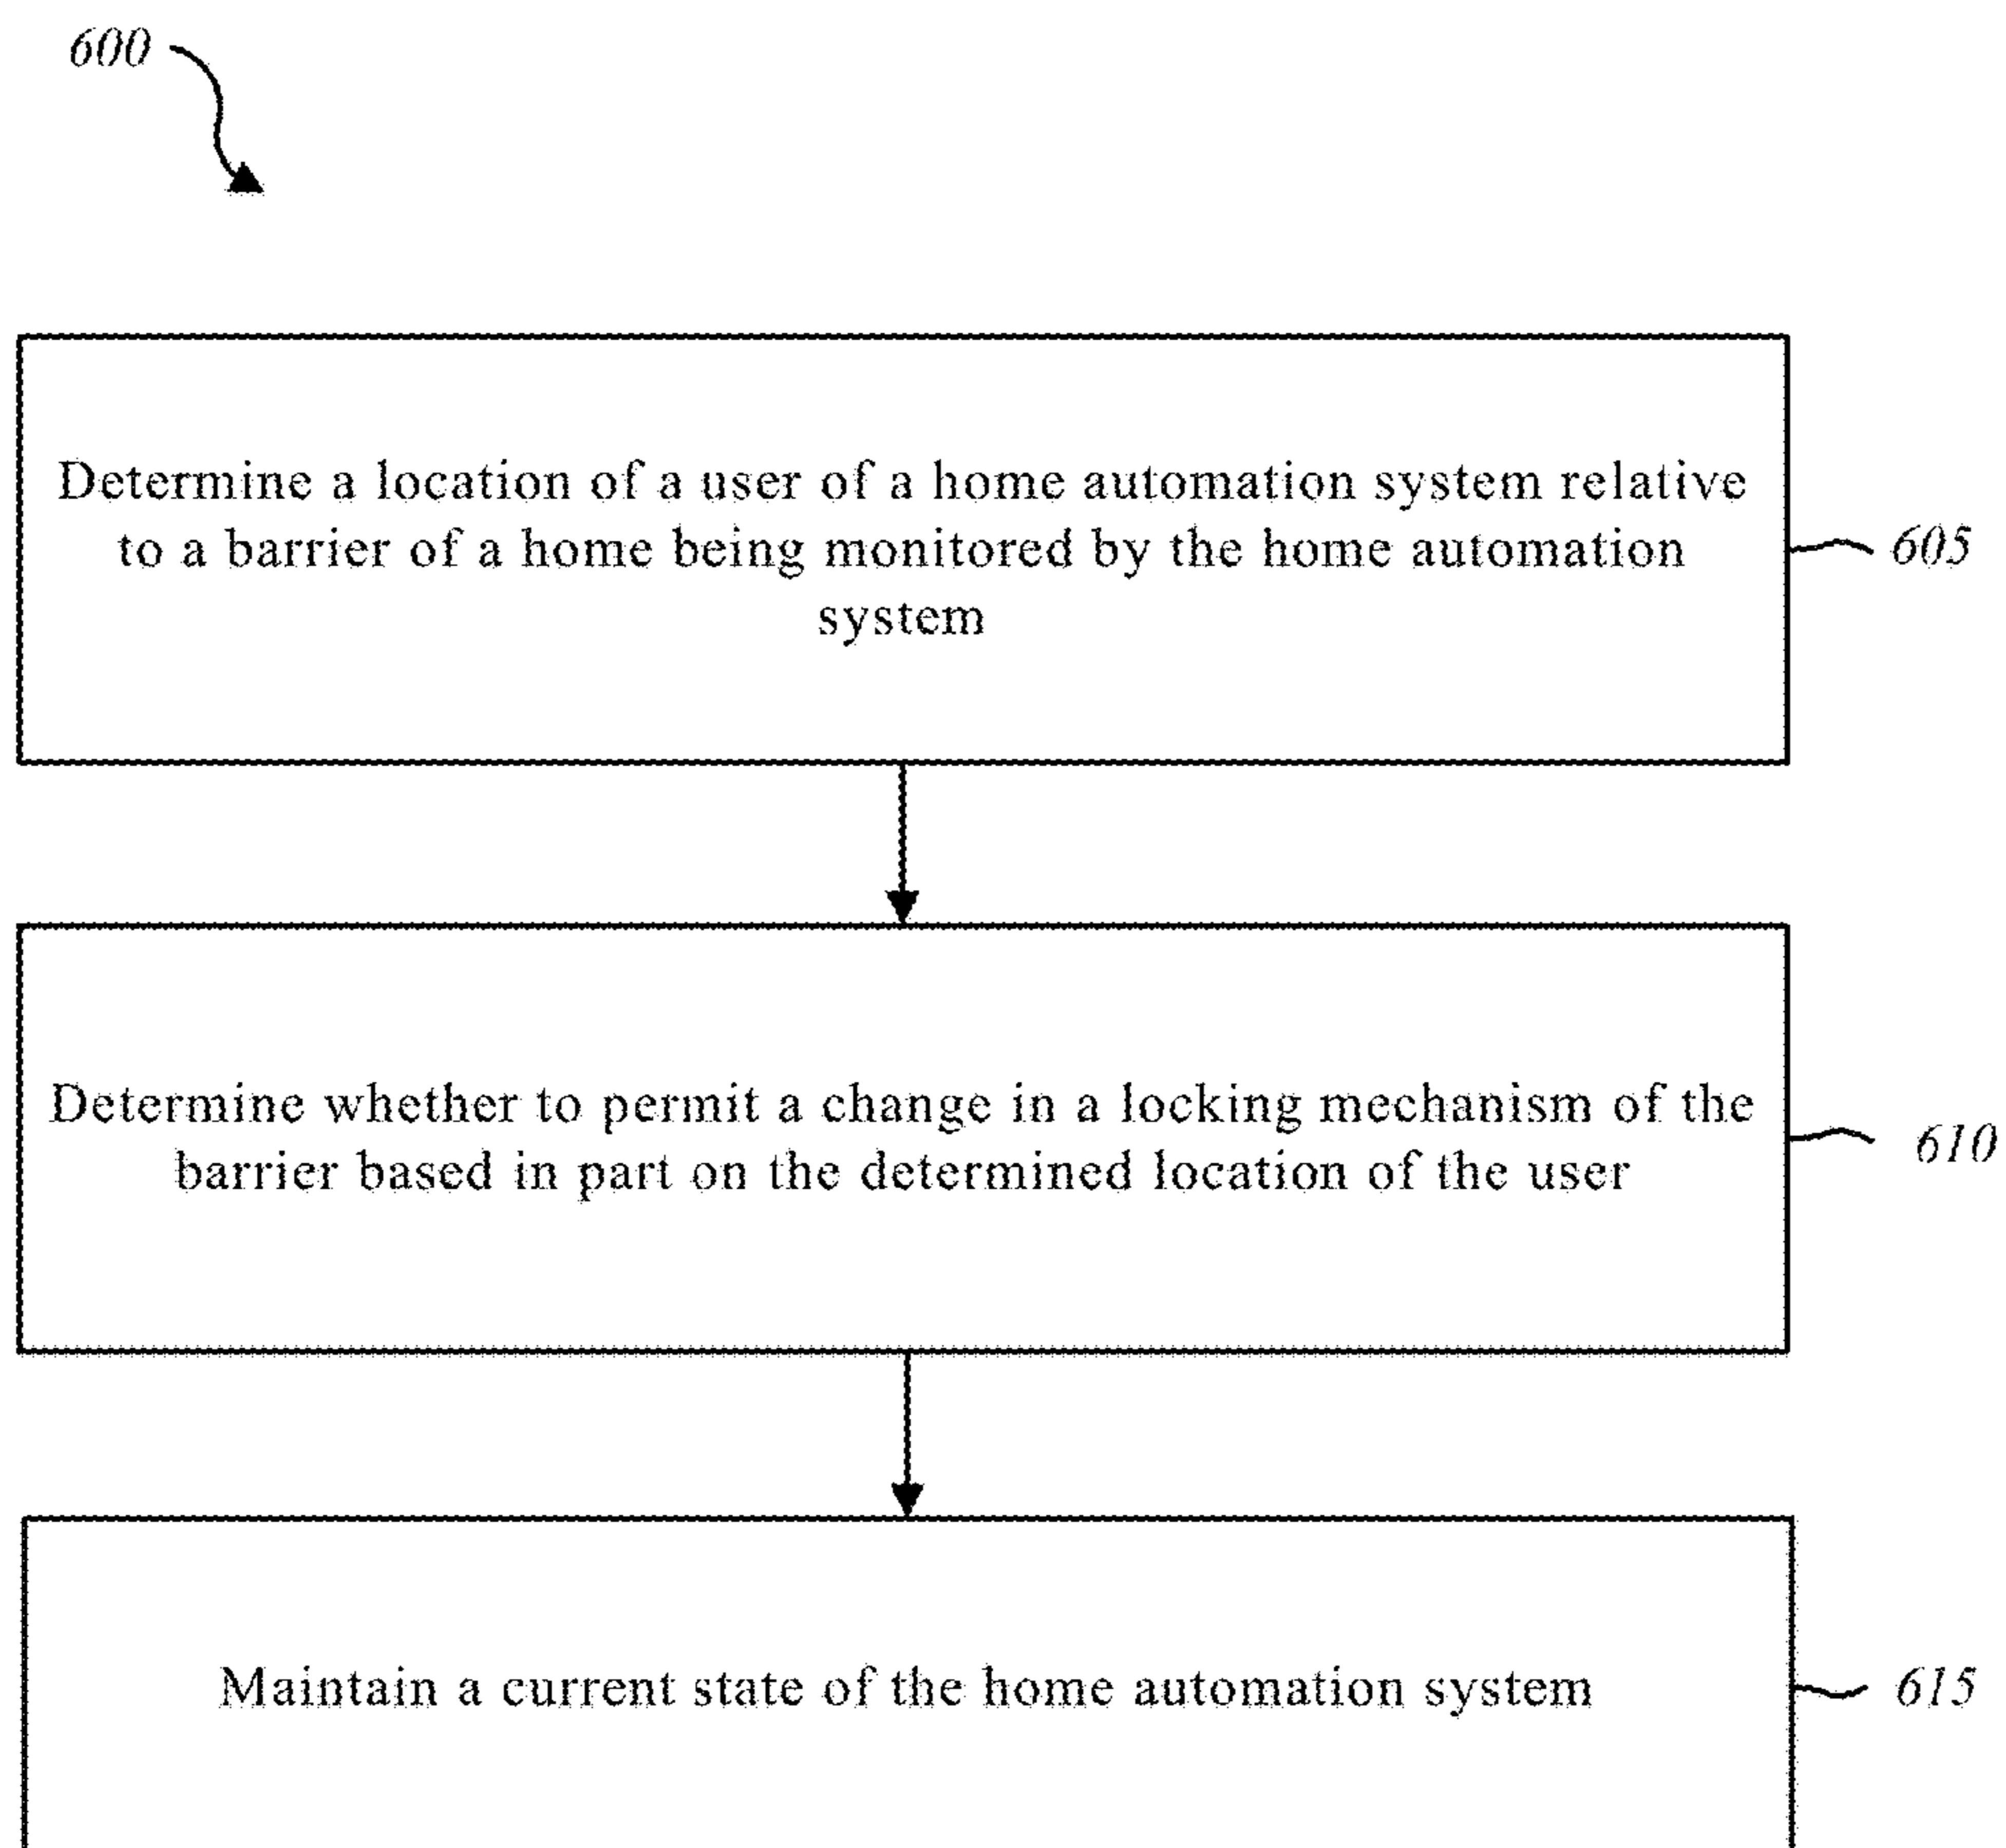 600
Determine a location of a user of a home automation system relative
to a barrier of a home being monitored by the home automation
system
605
Determine whether to permit a change in a locking mechanism of the
barrier based in part on the determined location of the user
610
Maintain a current state of the home automation system
615